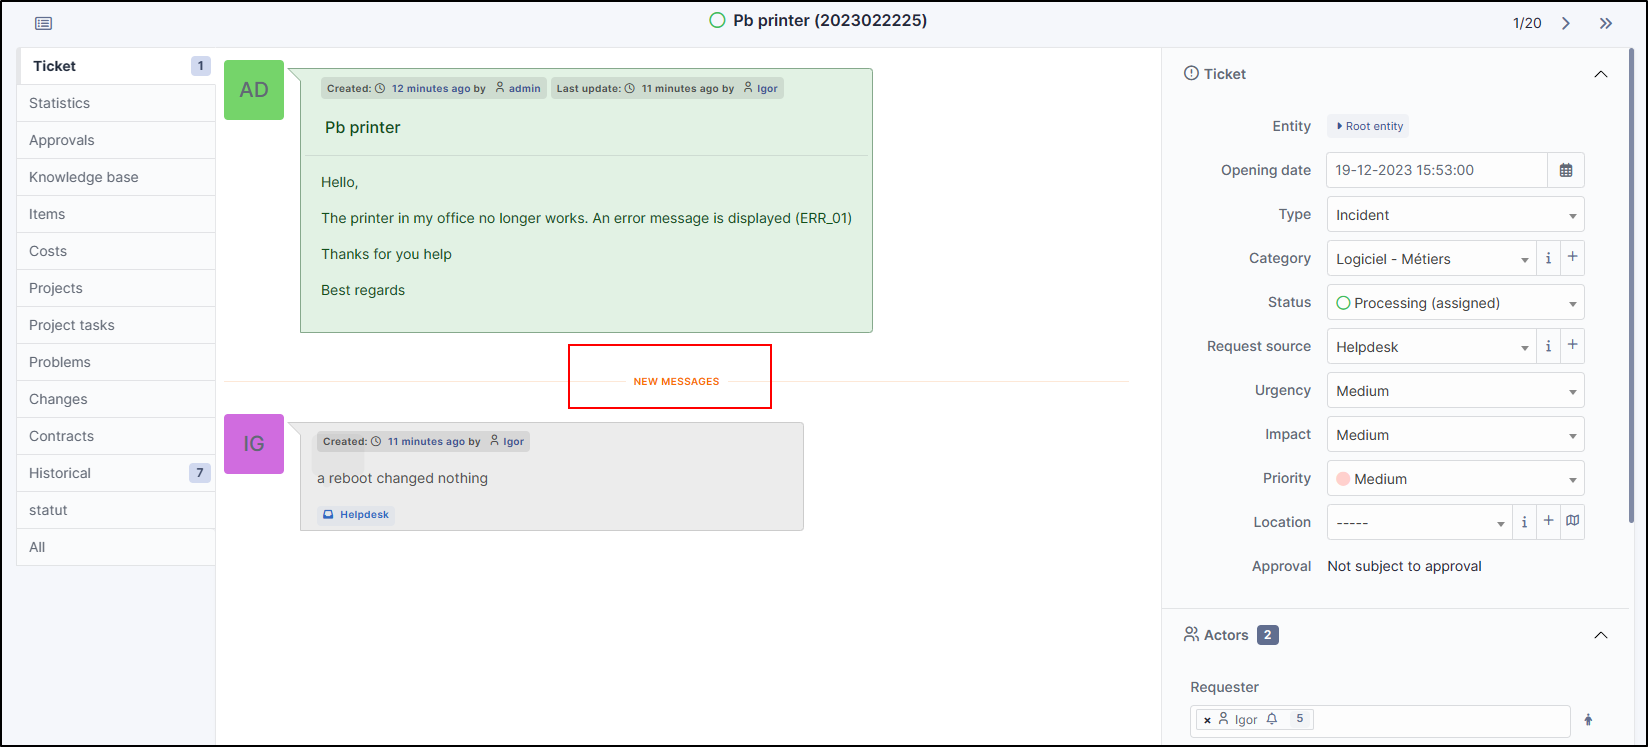 Pb printer (2023022225)
1/20
Ticket 1
Statistics
Approvals
Knowledge base
Items
Costs
Projects
Project tasks
Problems
Changes
Contracts
Historical 7
statut
All
AD
Created: 12 minutes ago by admin Last update: 11 minutes ago by Igor
Pb printer
Hello,
The printer in my office no longer works. An error message is displayed (ERR_01)
Thanks for you help
Best regards
NEW MESSAGES
IG
Created: 11 minutes ago by Igor
a reboot changed nothing
Helpdesk
Ticket
Entity Root entity
Opening date 19-12-2023 15:53:00
Type Incident
Category Logiciel - Métiers i +
Status Processing (assigned)
Request source Helpdesk i +
Urgency Medium
Impact Medium
Priority Medium
Location ----- i +
Approval Not subject to approval
Actors 2
Requester
× Igor 5